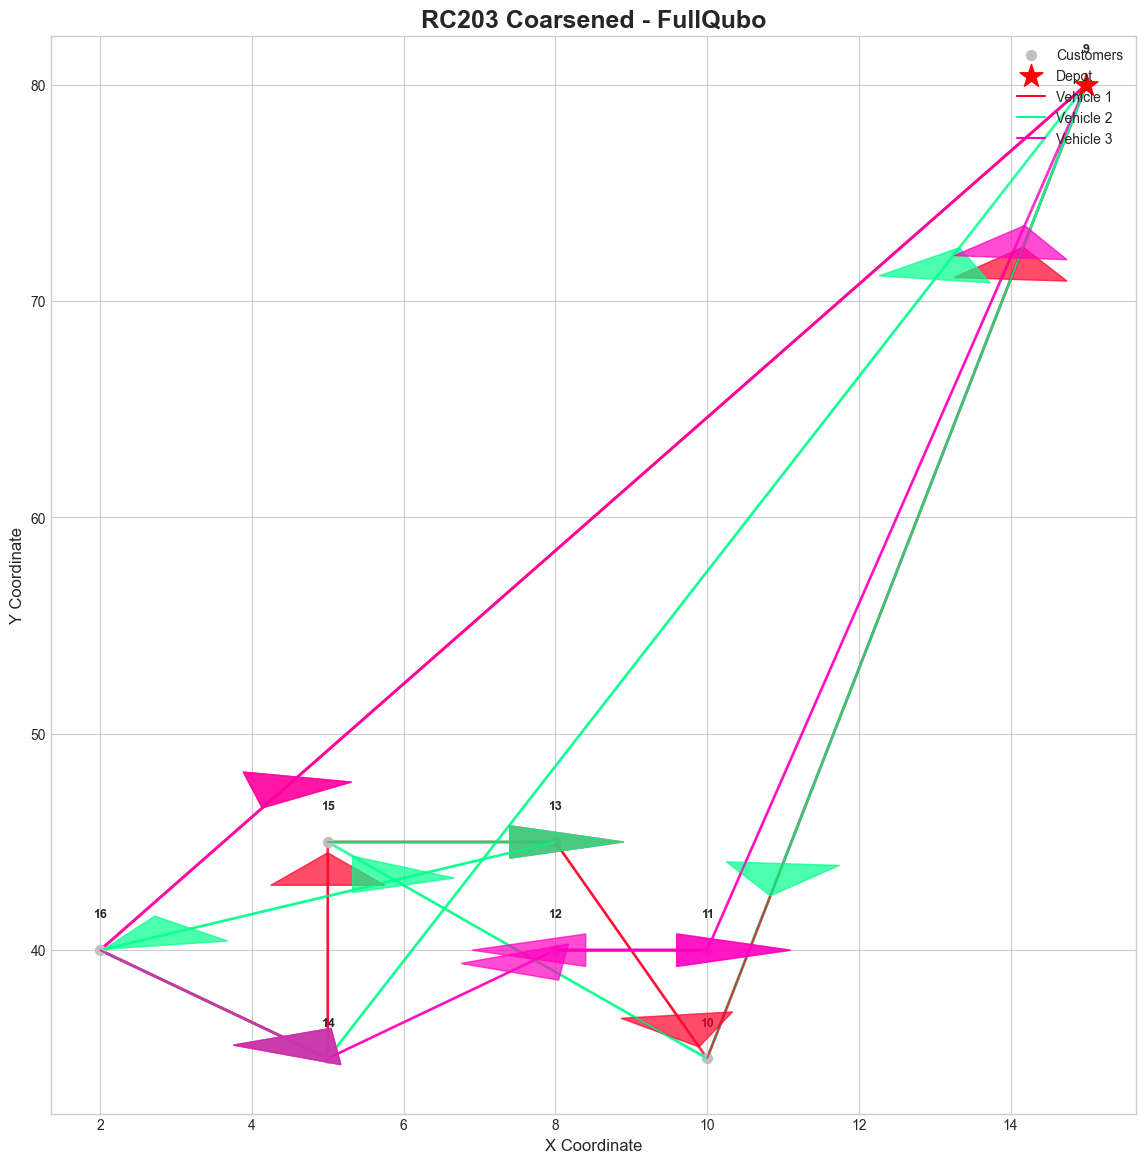 RC203 Coarsened - FullQubo
9
Customers
Depot
Vehicle 1
Vehicle 2
Vehicle 3
80
70
60
50
40
15
13
16
12
11
14
10
2
4
6
8
10
12
14
X Coordinate
Y Coordinate